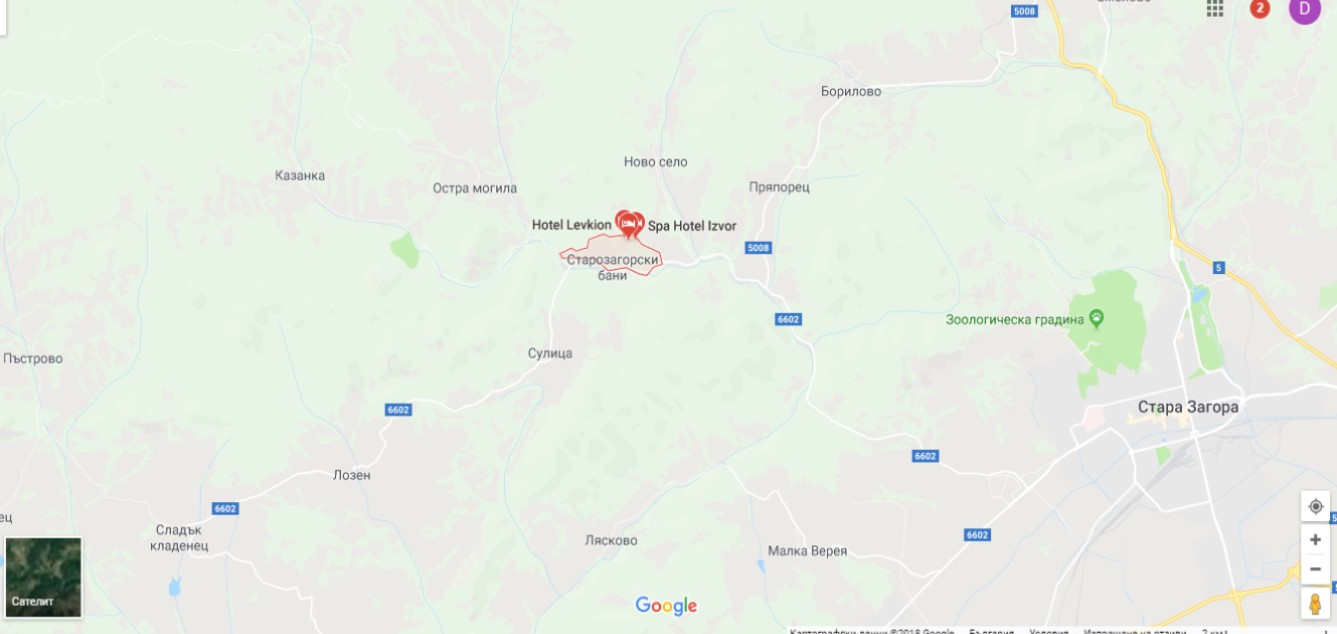 5008
2
D
Борилово
Ново село
Казанка
Остра могила
Пряпорец
Hotel Levkion
Spa Hotel Izvor
5008
Старозагорски
бани
5
6602
Зоологическа градина
Пъстрово
Сулица
6602
Стара Загора
6602
Лозен
6602
Сладък
кладенец
Лясково
6602
Малка Верея
Сателит
Google